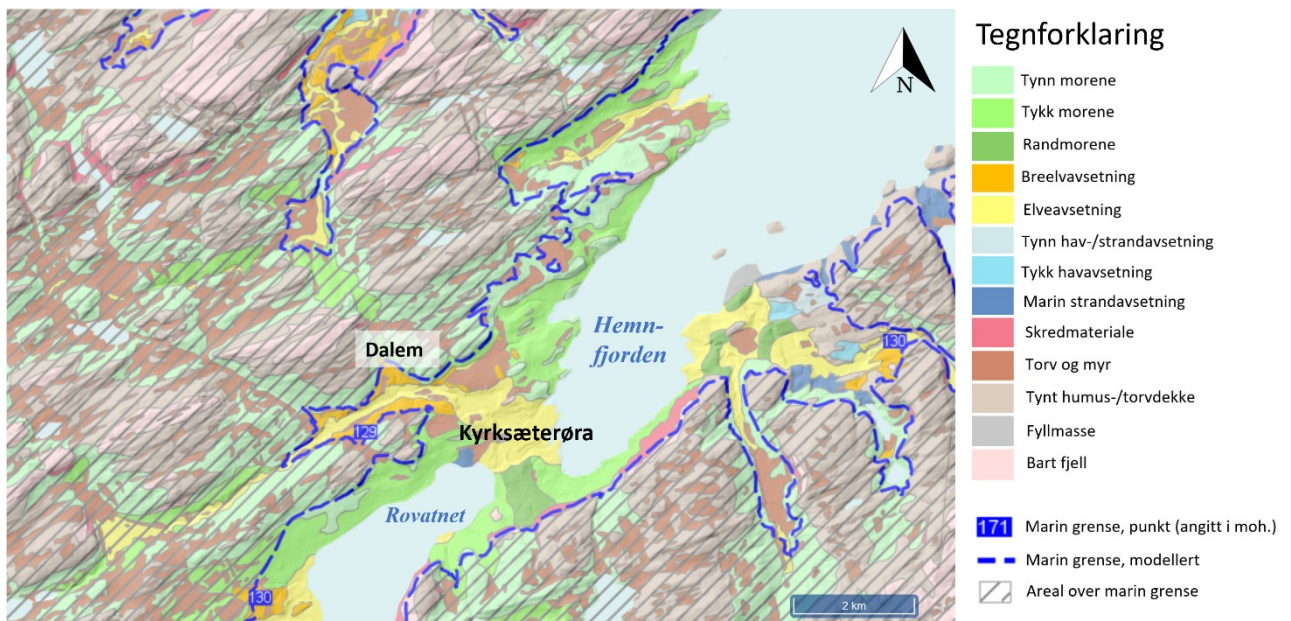 N
Dalem
Hemn-
fjorden
Kyrksæterøra
Rovatnet
129
130
130
2 km
Tegnforklaring
Tynn morene
Tykk morene
Randmorene
Breelvavsetning
Elveavsetning
Tynn hav-/strandavsetning
Tykk havavsetning
Marin strandavsetning
Skredmateriale
Torv og myr
Tynt humus-/torvdekke
Fyllmasse
Bart fjell
171 Marin grense, punkt (angitt i moh.)
Marin grense, modellert
Areal over marin grense